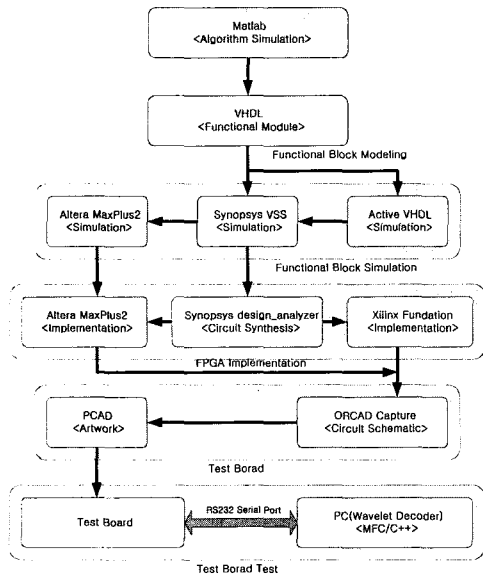 Matlab
<Algorithm Simulation>
VHDL
<Functional Module>
Functional Block Modeling
Altera MaxPlus2
<Simulation>
Synopsys VSS
<Simulation>
Active VHDL
<Simulation>
Functional Block Simulation
Altera MaxPlus2
<Implementation>
Synopsys design_analyzer
<Circuit Synthesis>
Xilinx Fundation
<Implementation>
FPGA Implementation
PCAD
<Artwork>
ORCAD Capture
<Circuit Schematic>
Test Borad
Test Board
RS232 Serial Port
PC(Wavelet Decoder)
<MFC/C++>
Test Borad Test